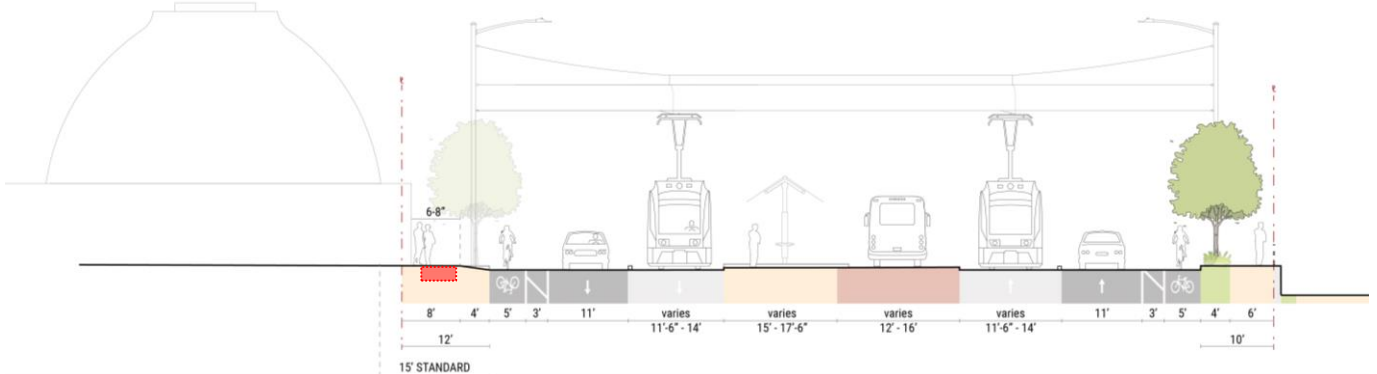 6-8”
8’ 4’ 5’ 3’ 11’ varies varies varies varies 11’ 3’ 5’ 4’ 6’
11’-6” - 14’ 15’ - 17’-6” 12’ - 16’ 11’-6” - 14’
12’ 10’
15’ STANDARD